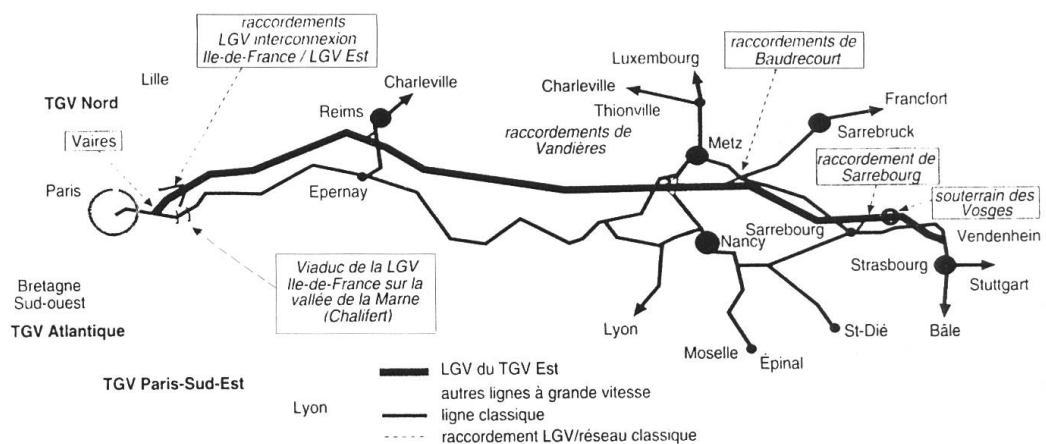 raccordements
LGV interconnexion
Ile-de-France / LGV Est
Lille
TGV Nord
Vaires
Paris
Reims
Charleville
Epernay
Luxembourg
Charleville
Thionville
raccordements de
Vandières
Metz
raccordements de
Baudrecourt
Francfort
Sarrebruck
raccordement de
Sarrebourg
souterrain des
Vosges
Vendenhein
Sarrebourg
Nancy
Strasbourg
Stuttgart
Bâle
St-Dié
Lyon
Moselle
Épinal
Viaduc de la LGV
Ile-de-France sur la
vallée de la Marne
(Chalifert)
Bretagne
Sud-ouest
TGV Atlantique
TGV Paris-Sud-Est
Lyon
LGV du TGV Est
autres lignes à grande vitesse
ligne classique
raccordement LGV/réseau classique